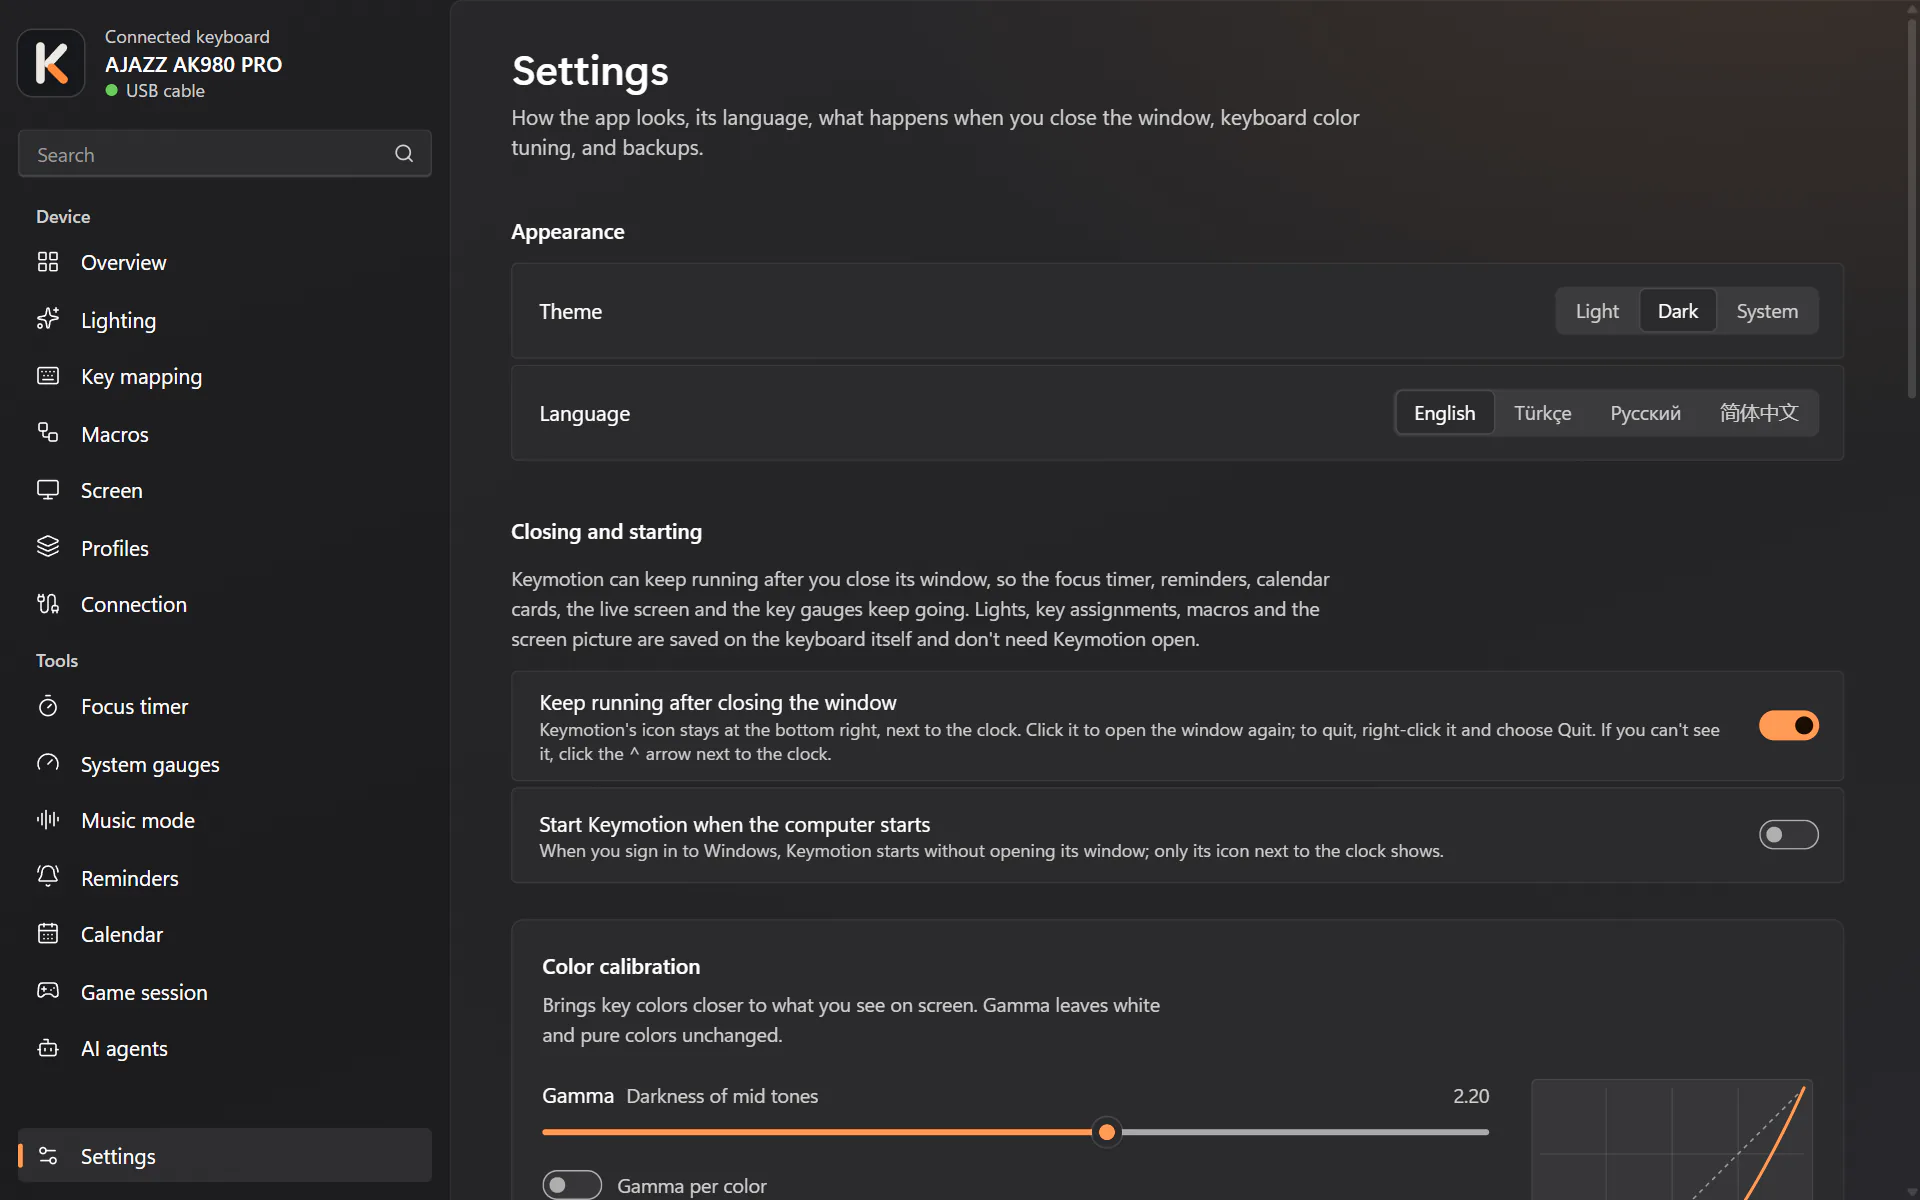 Connected keyboard
AJAZZ AK980 PRO
USB cable
Search
Device
Overview
Lighting
Key mapping
Macros
Screen
Profiles
Connection
Tools
Focus timer
System gauges
Music mode
Reminders
Calendar
Game session
AI agents
Settings
Settings
How the app looks, its language, what happens when you close the window, keyboard color
tuning, and backups.
Appearance
Theme
Light Dark System
Language
English Türkçe Русский 简体中文
Closing and starting
Keymotion can keep running after you close its window, so the focus timer, reminders, calendar
cards, the live screen and the key gauges keep going. Lights, key assignments, macros and the
screen picture are saved on the keyboard itself and don't need Keymotion open.
Keep running after closing the window
Keymotion's icon stays at the bottom right, next to the clock. Click it to open the window again; to quit, right-click it and choose Quit. If you can't see
it, click the ^ arrow next to the clock.
Start Keymotion when the computer starts
When you sign in to Windows, Keymotion starts without opening its window; only its icon next to the clock shows.
Color calibration
Brings key colors closer to what you see on screen. Gamma leaves white
and pure colors unchanged.
Gamma Darkness of mid tones 2.20
Gamma per color